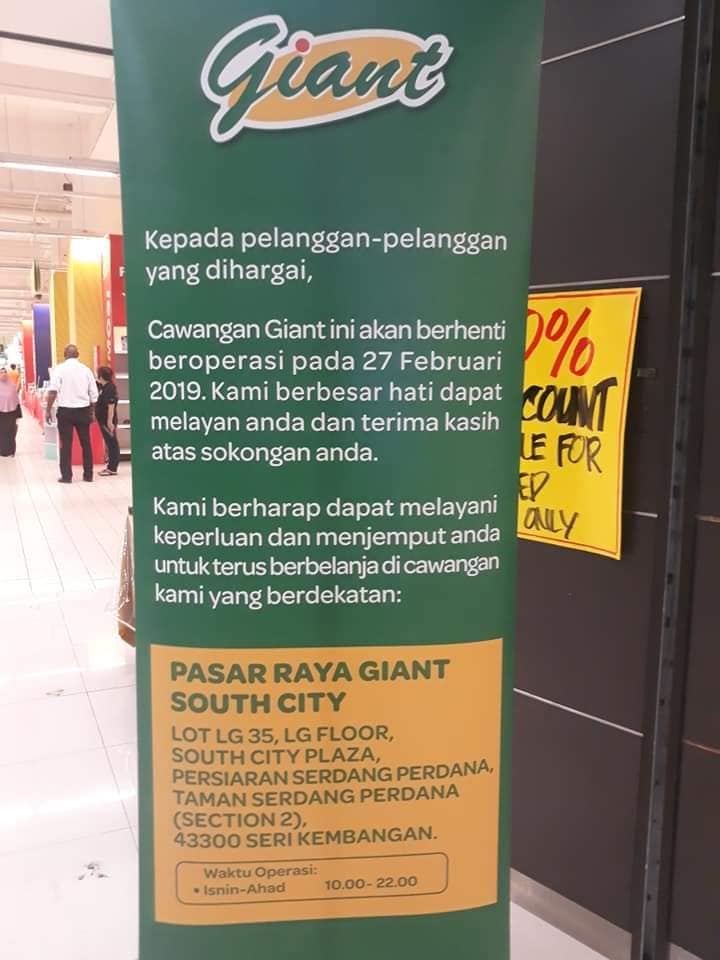 Giant
Kepada pelanggan-pelanggan
yang dihargai,
Cawangan Giant ini akan berhenti
beroperasi pada 27 Februari
2019. Kami berbesar hati dapat
melayan anda dan terima kasih
atas sokongan anda.
Kami berharap dapat melayani
keperluan dan menjemput anda
untuk terus berbelanja di cawangan
kami yang berdekatan:
PASAR RAYA GIANT
SOUTH CITY
LOT LG 35, LG FLOOR,
SOUTH CITY PLAZA,
PERSIARAN SERDANG PERDANA,
TAMAN SERDANG PERDANA
(SECTION 2),
43300 SERI KEMBANGAN.
Waktu Operasi:
• Isnin-Ahad 10.00- 22.00
0%
COUNT
LE FOR
ED
ONLY